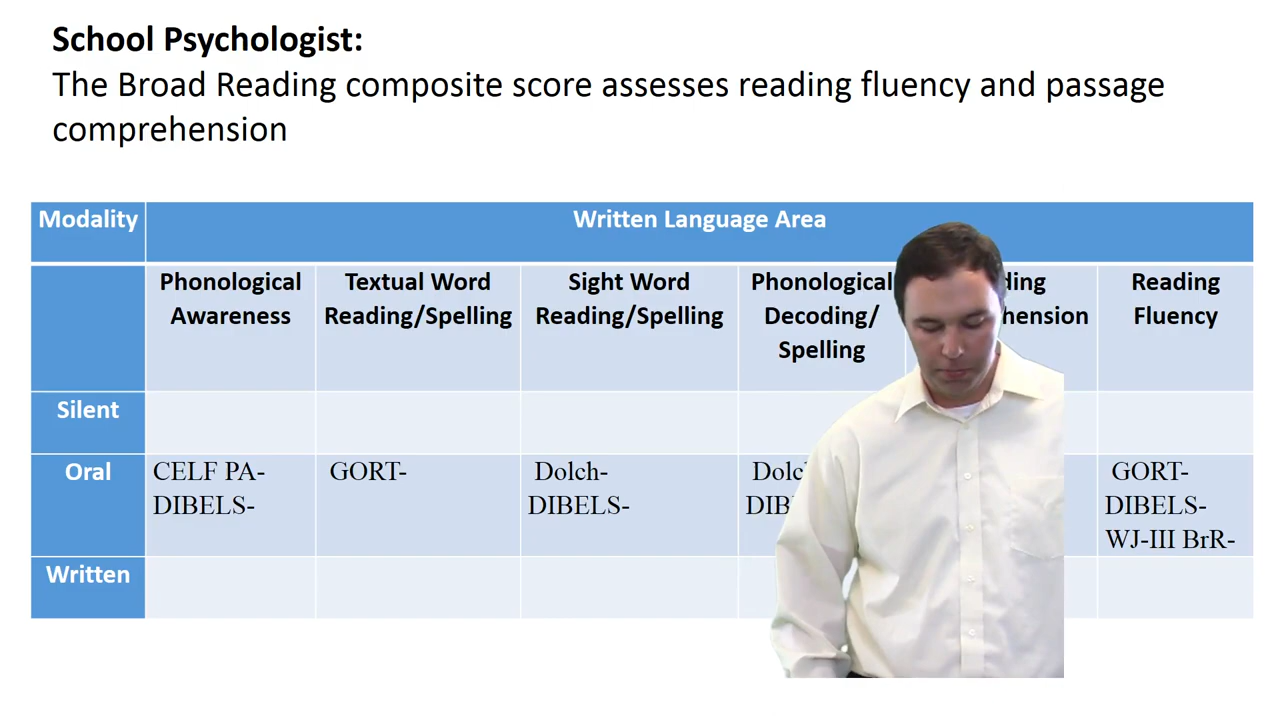 School Psychologist:
The Broad Reading composite score assesses reading fluency and passage
comprehension
Modality
Written Language Area
Phonological
Awareness
Textual Word
Reading/Spelling
Sight Word
Reading/Spelling
Phonological
Decoding/
Spelling
Reading
Fluency
Silent
Oral
CELF PA-
DIBELS-
GORT-
Dolch-
DIBELS-
GORT-
DIBELS-
WJ-III BrR-
Written